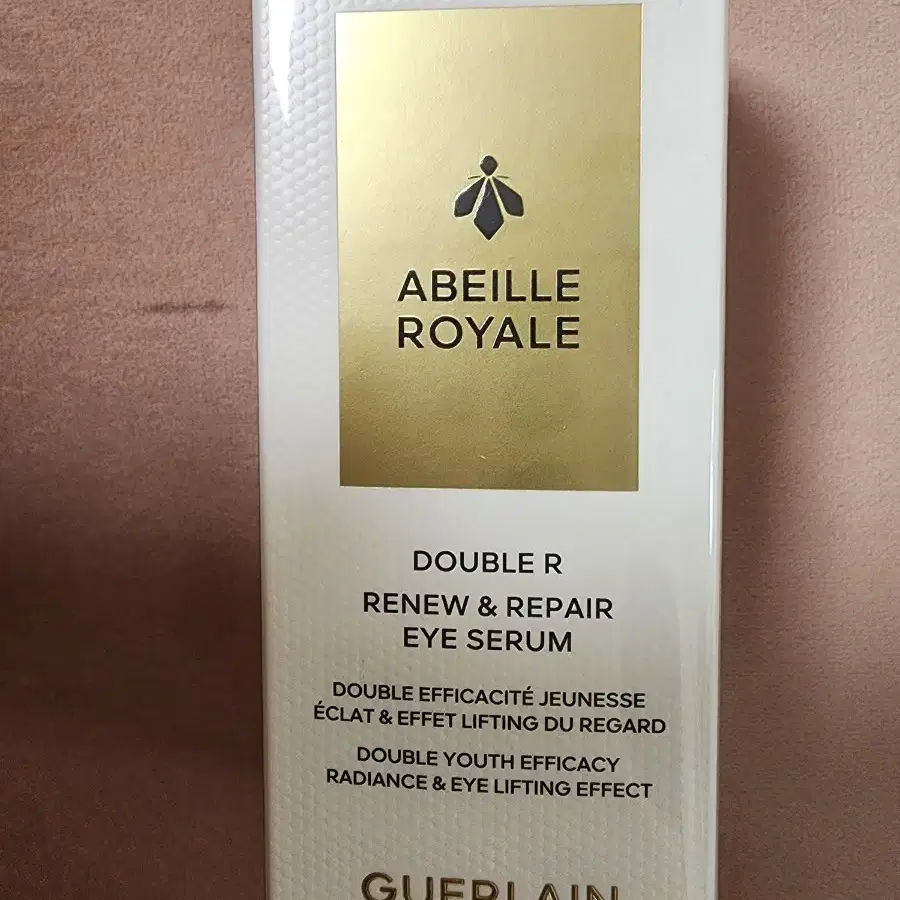 ABEILLE
ROYALE
DOUBLE R
RENEW & REPAIR
EYE SERUM
DOUBLE EFFICACITÉ JEUNESSE
ÉCLAT & EFFET LIFTING DU REGARD
DOUBLE YOUTH EFFICACY
RADIANCE & EYE LIFTING EFFECT
GUERLAIN